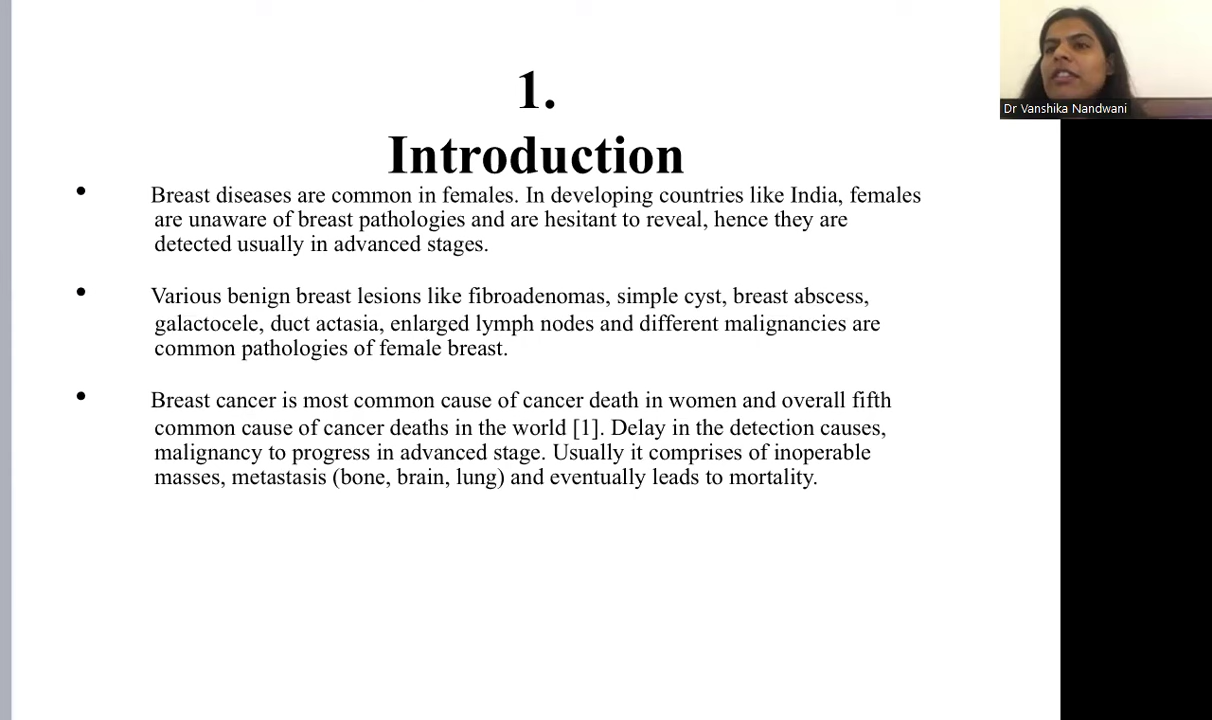 1.
Introduction
• Breast diseases are common in females. In developing countries like India, females
are unaware of breast pathologies and are hesitant to reveal, hence they are
detected usually in advanced stages.
• Various benign breast lesions like fibroadenomas, simple cyst, breast abscess,
galactocele, duct actasia, enlarged lymph nodes and different malignancies are
common pathologies of female breast.
• Breast cancer is most common cause of cancer death in women and overall fifth
common cause of cancer deaths in the world [1]. Delay in the detection causes,
malignancy to progress in advanced stage. Usually it comprises of inoperable
masses, metastasis (bone, brain, lung) and eventually leads to mortality.
Dr Vanshika Nandwani